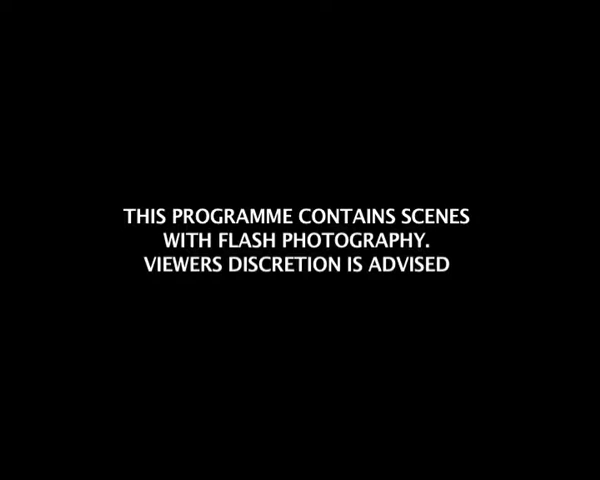 THIS PROGRAMME CONTAINS SCENES
WITH FLASH PHOTOGRAPHY.
VIEWERS DISCRETION IS ADVISED